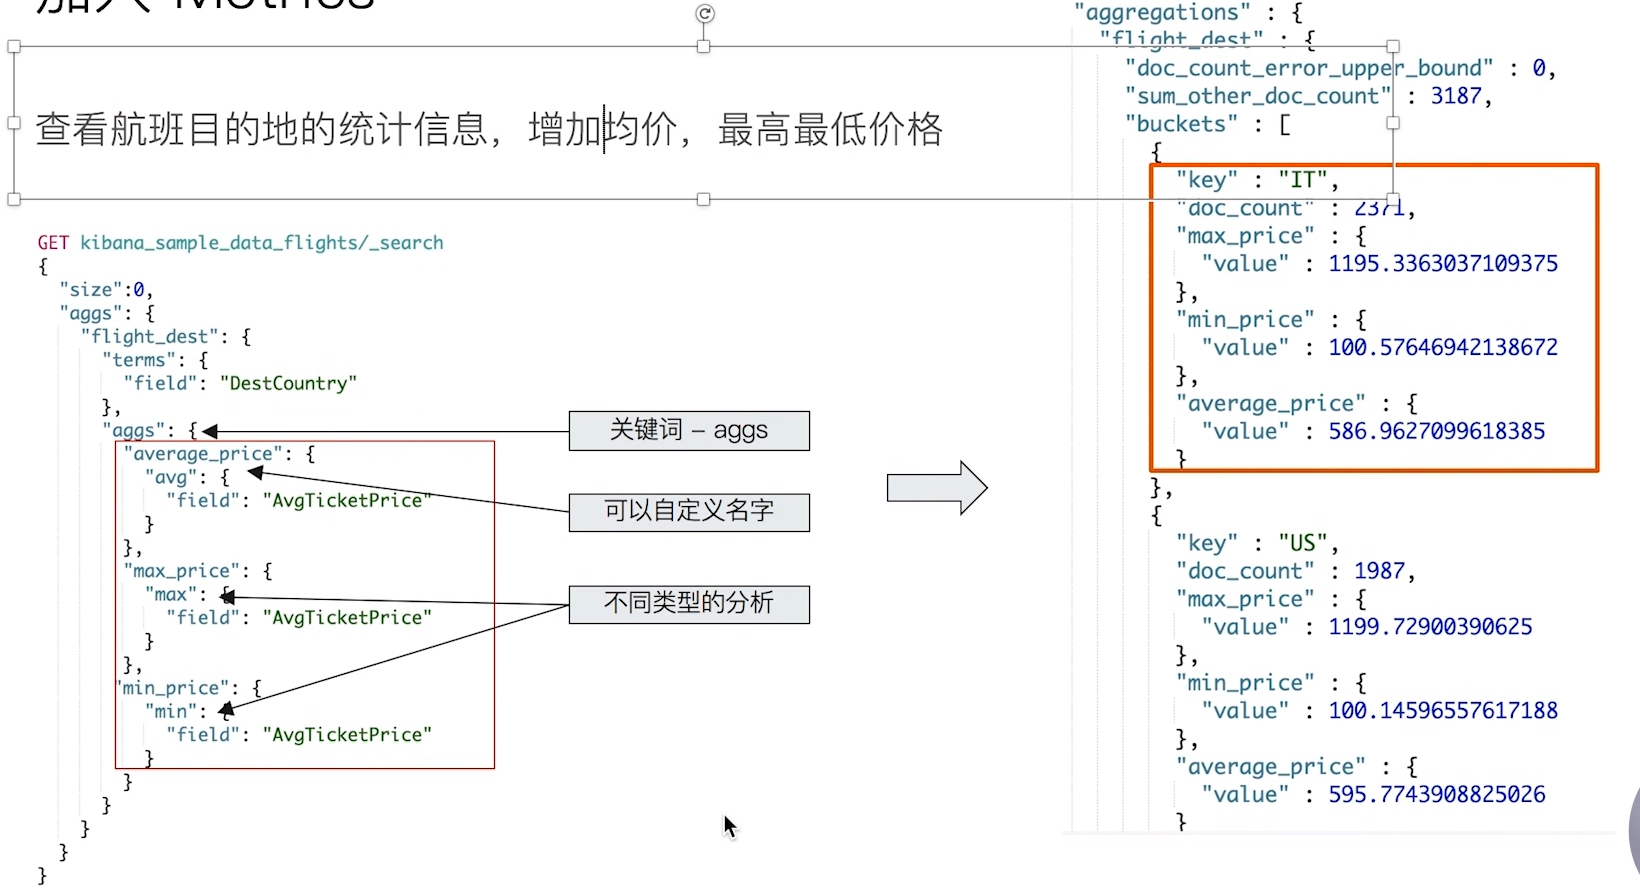 加入 Metrics
查看航班目的地的统计信息，增加均价，最高最低价格
GET kibana_sample_data_flights/_search
{
"size":0,
"aggs": {
"flight_dest": {
"terms": {
"field": "DestCountry"
},
"aggs": {
"average_price": {
"avg": {
"field": "AvgTicketPrice"
}
},
"max_price": {
"max": {
"field": "AvgTicketPrice"
}
},
"min_price": {
"min": {
"field": "AvgTicketPrice"
}
}
}
}
}
}
关键词 – aggs
可以自定义名字
不同类型的分析
"aggregations" : {
"flight_dest" : {
"doc_count_error_upper_bound" : 0,
"sum_other_doc_count" : 3187,
"buckets" : [
{
"key" : "IT",
"doc_count" : 2371,
"max_price" : {
"value" : 1195.3363037109375
},
"min_price" : {
"value" : 100.57646942138672
},
"average_price" : {
"value" : 586.9627099618385
}
},
{
"key" : "US",
"doc_count" : 1987,
"max_price" : {
"value" : 1199.72900390625
},
"min_price" : {
"value" : 100.14596557617188
},
"average_price" : {
"value" : 595.7743908825026
}